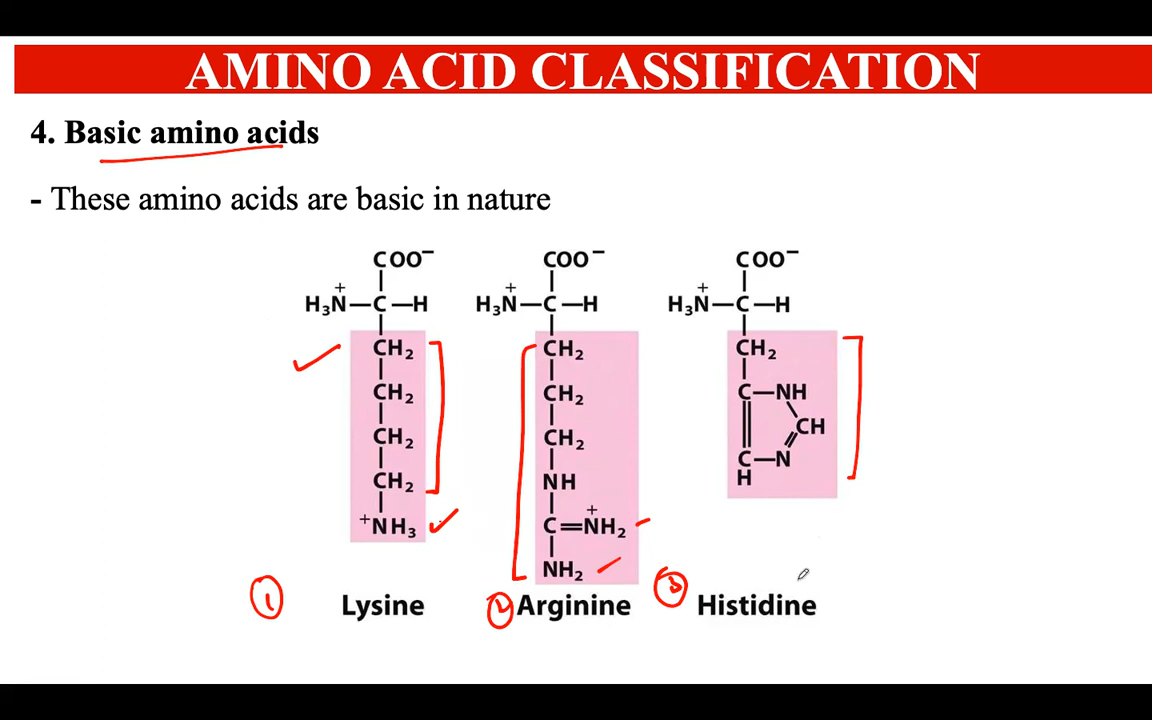 AMINO ACID CLASSIFICATION
4. Basic amino acids
- These amino acids are basic in nature
COO⁻ COO⁻ COO⁻
H₃N⁺—C—H H₃N⁺—C—H H₃N⁺—C—H
CH₂ CH₂ CH₂
CH₂ CH₂ C—NH
CH
CH₂ CH₂ C—N
H
CH₂ NH
⁺NH₃ C=NH₂⁺
NH₂
1 Lysine 2 Arginine 3 Histidine